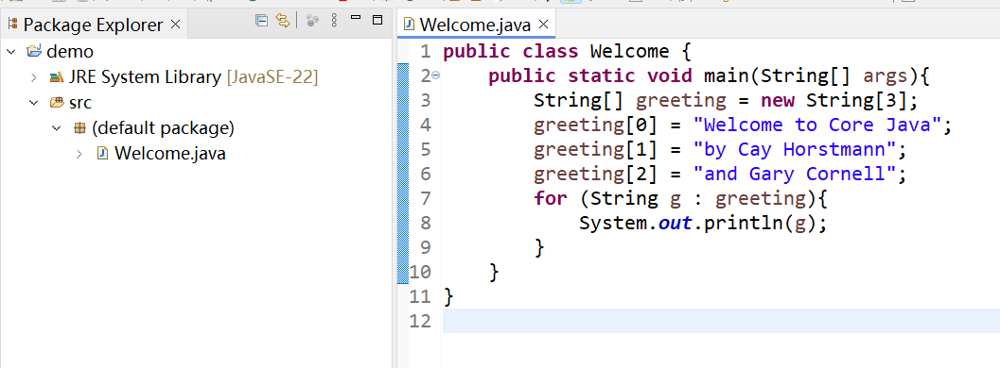 Package Explorer
demo
JRE System Library [JavaSE-22]
src
(default package)
Welcome.java
Welcome.java
1 public class Welcome {
2 public static void main(String[] args){
3 String[] greeting = new String[3];
4 greeting[0] = "Welcome to Core Java";
5 greeting[1] = "by Cay Horstmann";
6 greeting[2] = "and Gary Cornell";
7 for (String g : greeting){
8 System.out.println(g);
9 }
10 }
11 }
12